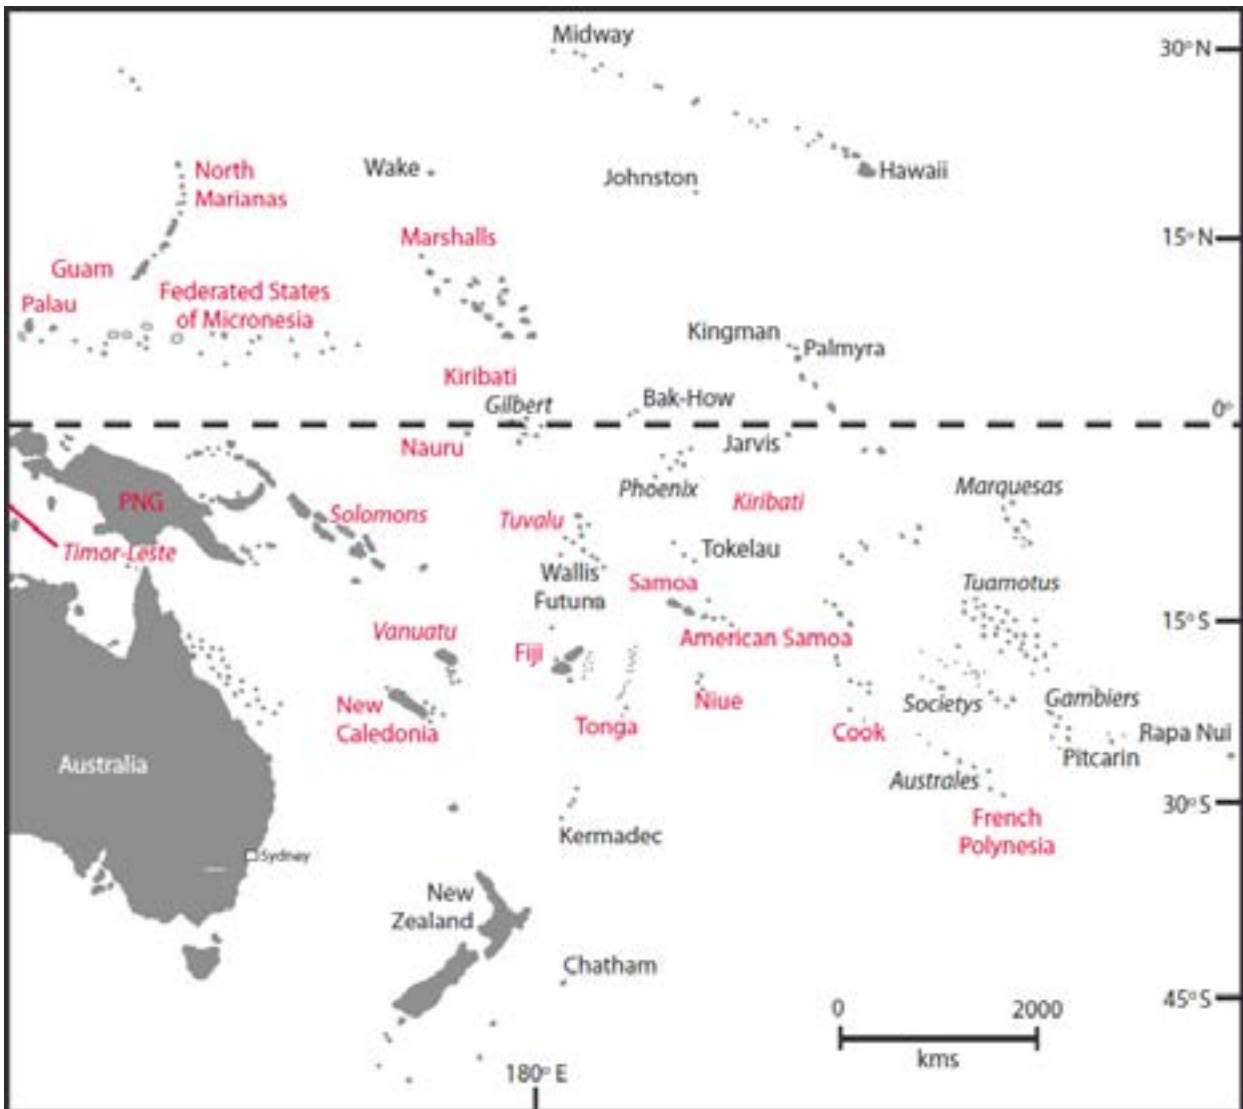 Midway
30° N
North
Marianas
Wake
Johnston
Hawaii
Marshalls
15° N
Guam
Federated States
of Micronesia
Palau
Kingman
Palmyra
Kiribati
Gilbert
Bak-How
0°
Nauru
Jarvis
PNG
Solomons
Tuvalu
Phoenix
Kiribati
Marquesas
Timor-Leste
Tokelau
Wallis
Futuna
Samoa
Tuamotus
15° S
Vanuatu
Fiji
American Samoa
New
Caledonia
Tonga
Niue
Cook
Societys
Gambiers
Rapa Nui
Pitcarin
Australia
Australes
30° S
French
Polynesia
Kermadec
Sydney
New
Zealand
Chatham
45° S
0 2000
kms
180° E